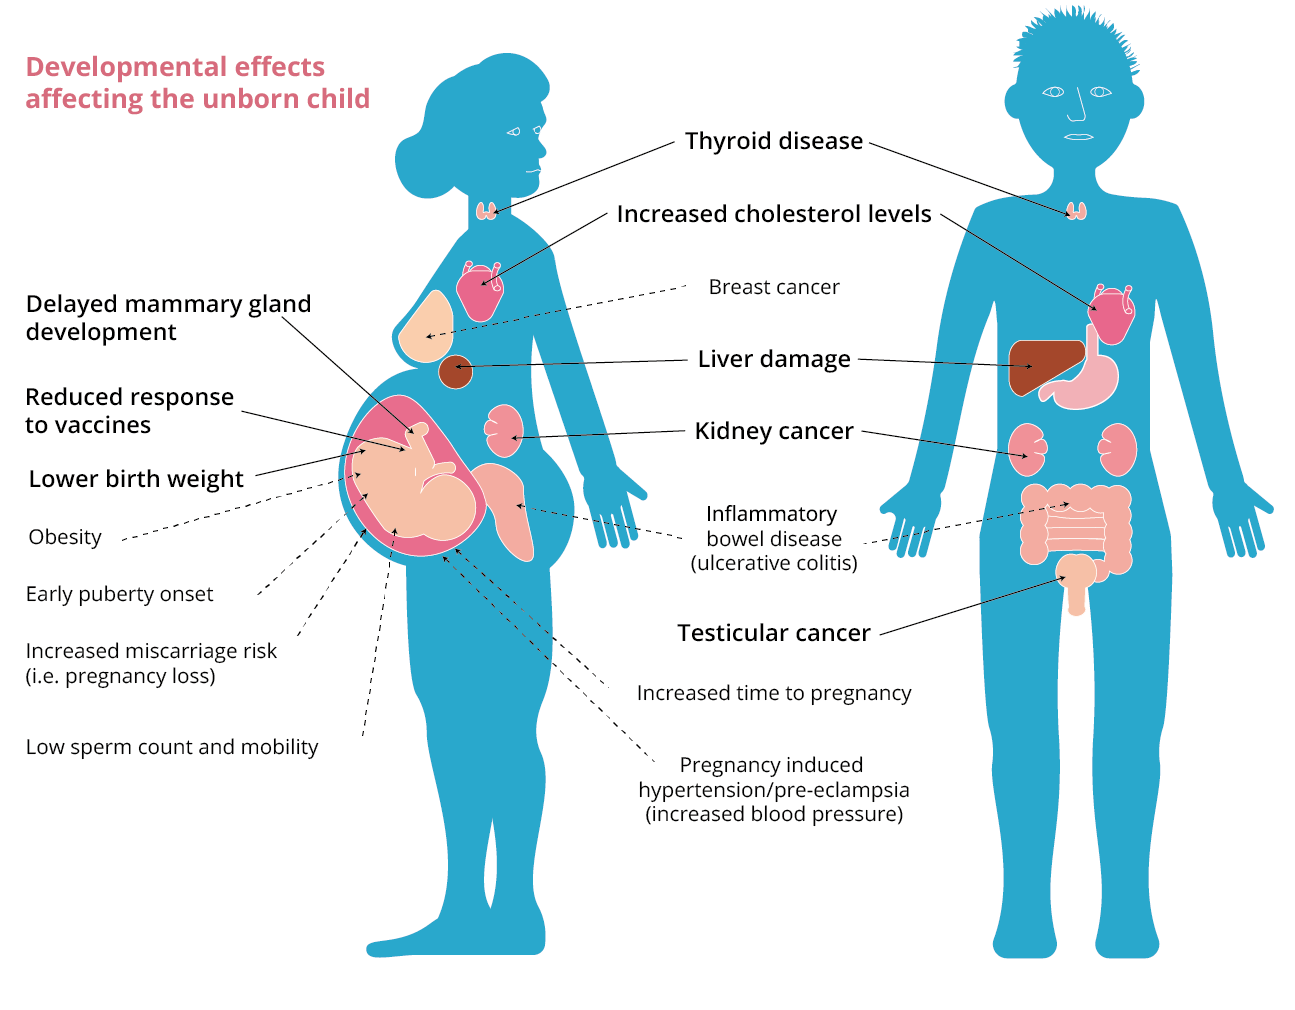 Developmental effects
affecting the unborn child
Thyroid disease
Increased cholesterol levels
Breast cancer
Delayed mammary gland
development
Liver damage
Reduced response
to vaccines
Kidney cancer
Lower birth weight
Obesity
Inflammatory
bowel disease
(ulcerative colitis)
Early puberty onset
Testicular cancer
Increased miscarriage risk
(i.e. pregnancy loss)
Increased time to pregnancy
Low sperm count and mobility
Pregnancy induced
hypertension/pre-eclampsia
(increased blood pressure)